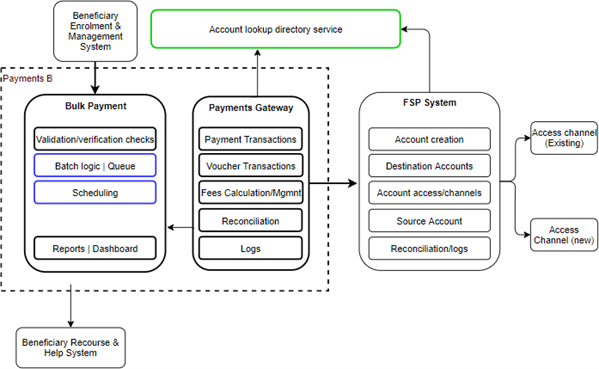 Beneficiary
Enrolment &
Management
System
Account lookup directory service
Payments B
Bulk Payment
Validation/verification checks
Batch logic | Queue
Scheduling
Reports | Dashboard
Payments Gateway
Payment Transactions
Voucher Transactions
Fees Calculation/Mgmnt
Reconciliation
Logs
FSP System
Account creation
Destination Accounts
Account access/channels
Source Account
Reconciliation/logs
Access channel
(Existing)
Access
Channel (new)
Beneficiary Recourse &
Help System